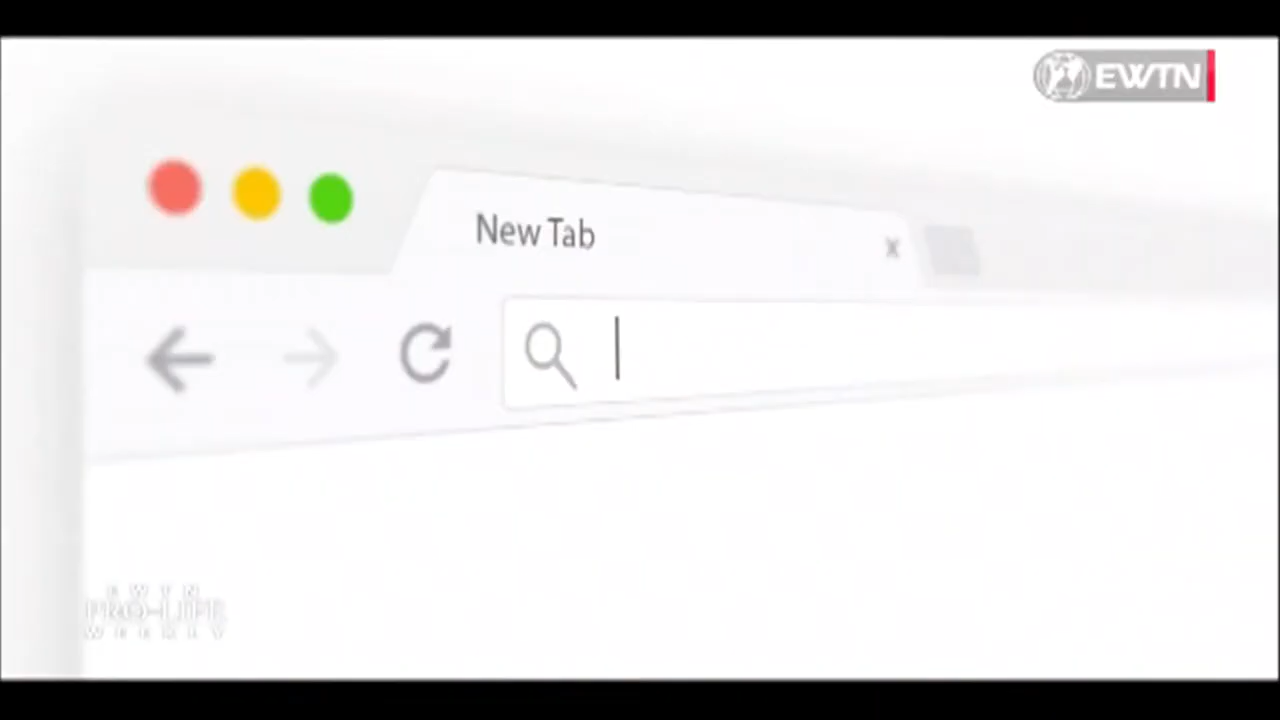 EWTN
New Tab
x
EWTN
PRO-LIFE
WEEKLY